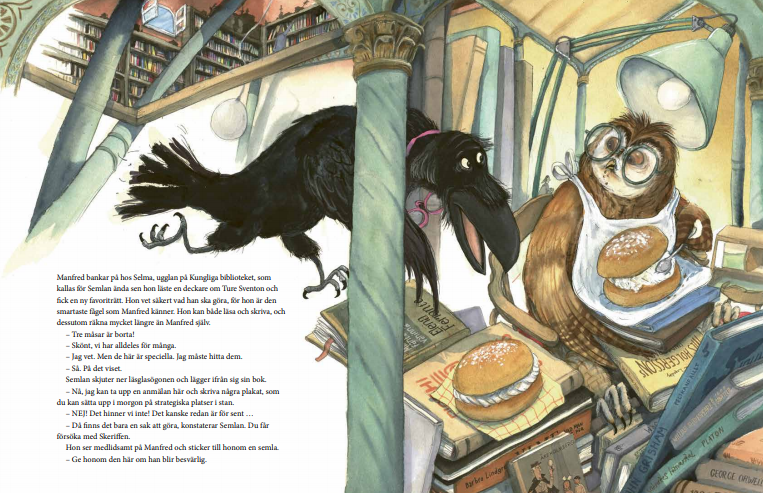 Manfred bankar på hos Selma, ugglan på Kungliga biblioteket, som
kallas för Semlan ända sen hon läste en deckare om Ture Sventon och
fick en ny favoriträtt. Hon vet säkert vad han ska göra, för hon är den
smartaste fågel som Manfred känner. Hon kan både läsa och skriva, och
dessutom räkna mycket längre än Manfred själv.
– Tre måsar är borta!
– Skönt, vi har alldeles för många.
– Jag vet. Men de här är speciella. Jag måste hitta dem.
– Så. På det viset.
Semlan skjuter ner läsglasögonen och lägger ifrån sig sin bok.
– Nå, jag kan ta upp en anmälan här och skriva några plakat, som
du kan sätta upp i morgon på strategiska platser i stan.
– NEJ! Det hinner vi inte! Det kanske redan är för sent …
– Då finns det bara en sak att göra, konstaterar Semlan. Du får
försöka med Skeriffen.
Hon ser medlidsamt på Manfred och sticker till honom en semla.
– Ge honom den här om han blir besvärlig.
Elena
Ferrante
Barbro Lindgren
HOLGERSSONS
GRISHAM
PLATON
GEORGE ORWELL